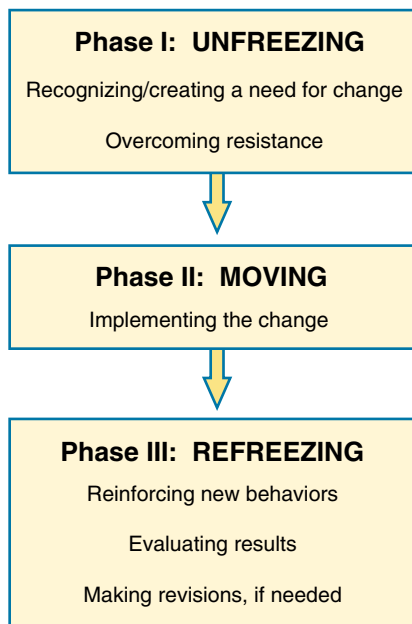 Phase I: UNFREEZING
Recognizing/creating a need for change
Overcoming resistance
Phase II: MOVING
Implementing the change
Phase III: REFREEZING
Reinforcing new behaviors
Evaluating results
Making revisions, if needed